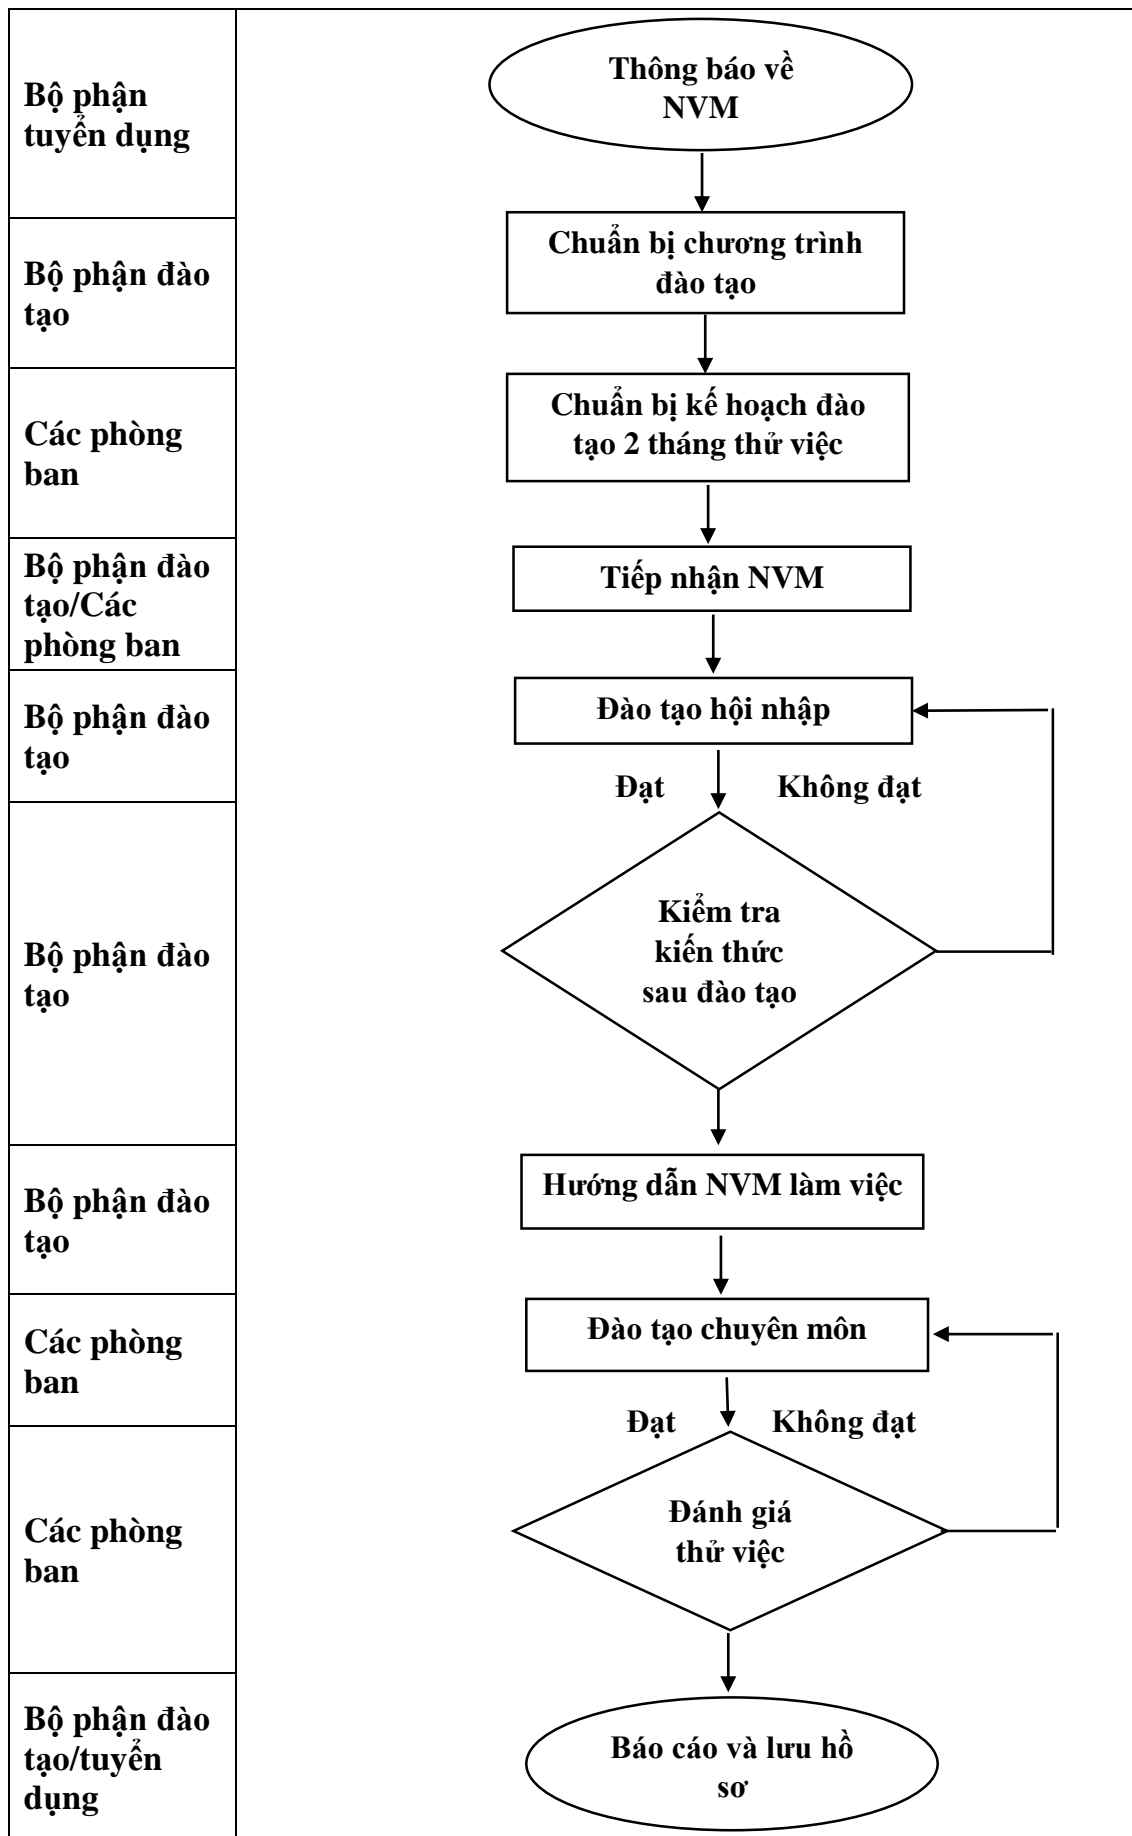 Bộ phận
tuyển dụng
Thông báo về
NVM
Bộ phận đào
tạo
Chuẩn bị chương trình
đào tạo
Các phòng
ban
Chuẩn bị kế hoạch đào
tạo 2 tháng thử việc
Bộ phận đào
tạo/Các
phòng ban
Tiếp nhận NVM
Bộ phận đào
tạo
Đào tạo hội nhập
Đạt Không đạt
Bộ phận đào
tạo
Kiểm tra
kiến thức
sau đào tạo
Bộ phận đào
tạo
Hướng dẫn NVM làm việc
Các phòng
ban
Đào tạo chuyên môn
Đạt Không đạt
Các phòng
ban
Đánh giá
thử việc
Bộ phận đào
tạo/tuyển
dụng
Báo cáo và lưu hồ
sơ